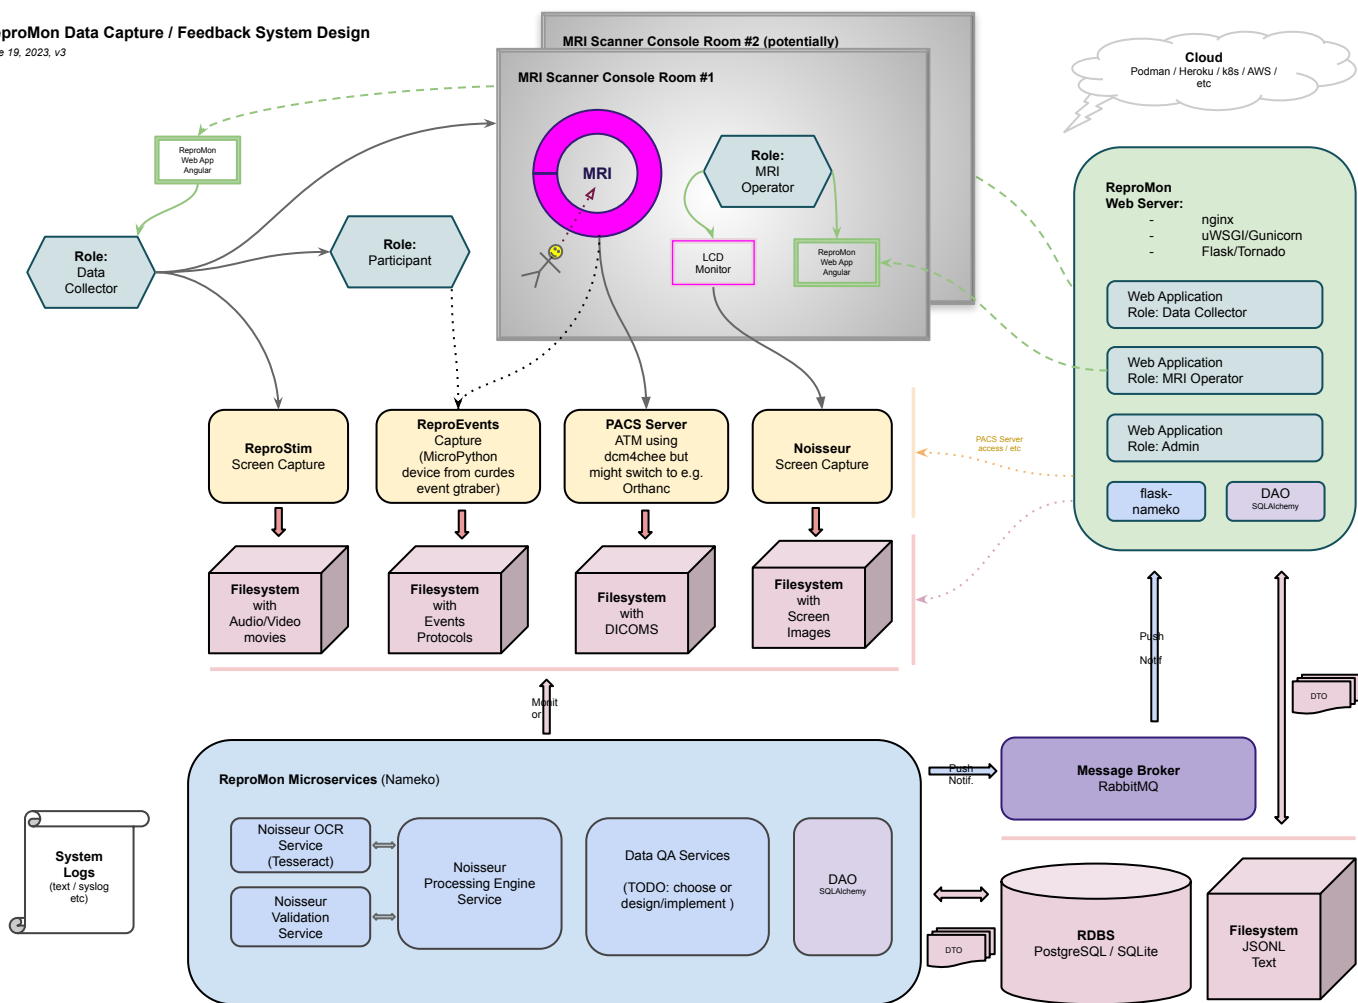 eproMon Data Capture / Feedback System Design
e 19, 2023, v3
MRI Scanner Console Room #2 (potentially)
MRI Scanner Console Room #1
Cloud
Podman / Heroku / k8s / AWS /
etc
ReproMon
Web App
Angular
MRI
Role:
MRI
Operator
LCD
Monitor
ReproMon
Web App
Angular
Role:
Data
Collector
Role:
Participant
ReproMon
Web Server:
- nginx
- uWSGI/Gunicorn
- Flask/Tornado
Web Application
Role: Data Collector
Web Application
Role: MRI Operator
Web Application
Role: Admin
flask-
nameko
DAO
SQLAlchemy
PACS Server
access / etc
ReproStim
Screen Capture
ReproEvents
Capture
(MicroPython
device from curdes
event gtraber)
PACS Server
ATM using
dcm4chee but
might switch to e.g.
Orthanc
Noisseur
Screen Capture
Filesystem
with
Audio/Video
movies
Filesystem
with
Events
Protocols
Filesystem
with
DICOMS
Filesystem
with
Screen
Images
Monit
or
Push
Notif
DTO
ReproMon Microservices (Nameko)
Noisseur OCR
Service
(Tesseract)
Noisseur
Validation
Service
Noisseur
Processing Engine
Service
Data QA Services
(TODO: choose or
design/implement )
DAO
SQLAlchemy
Push
Notif.
Message Broker
RabbitMQ
DTO
RDBS
PostgreSQL / SQLite
Filesystem
JSONL
Text
System
Logs
(text / syslog
etc)